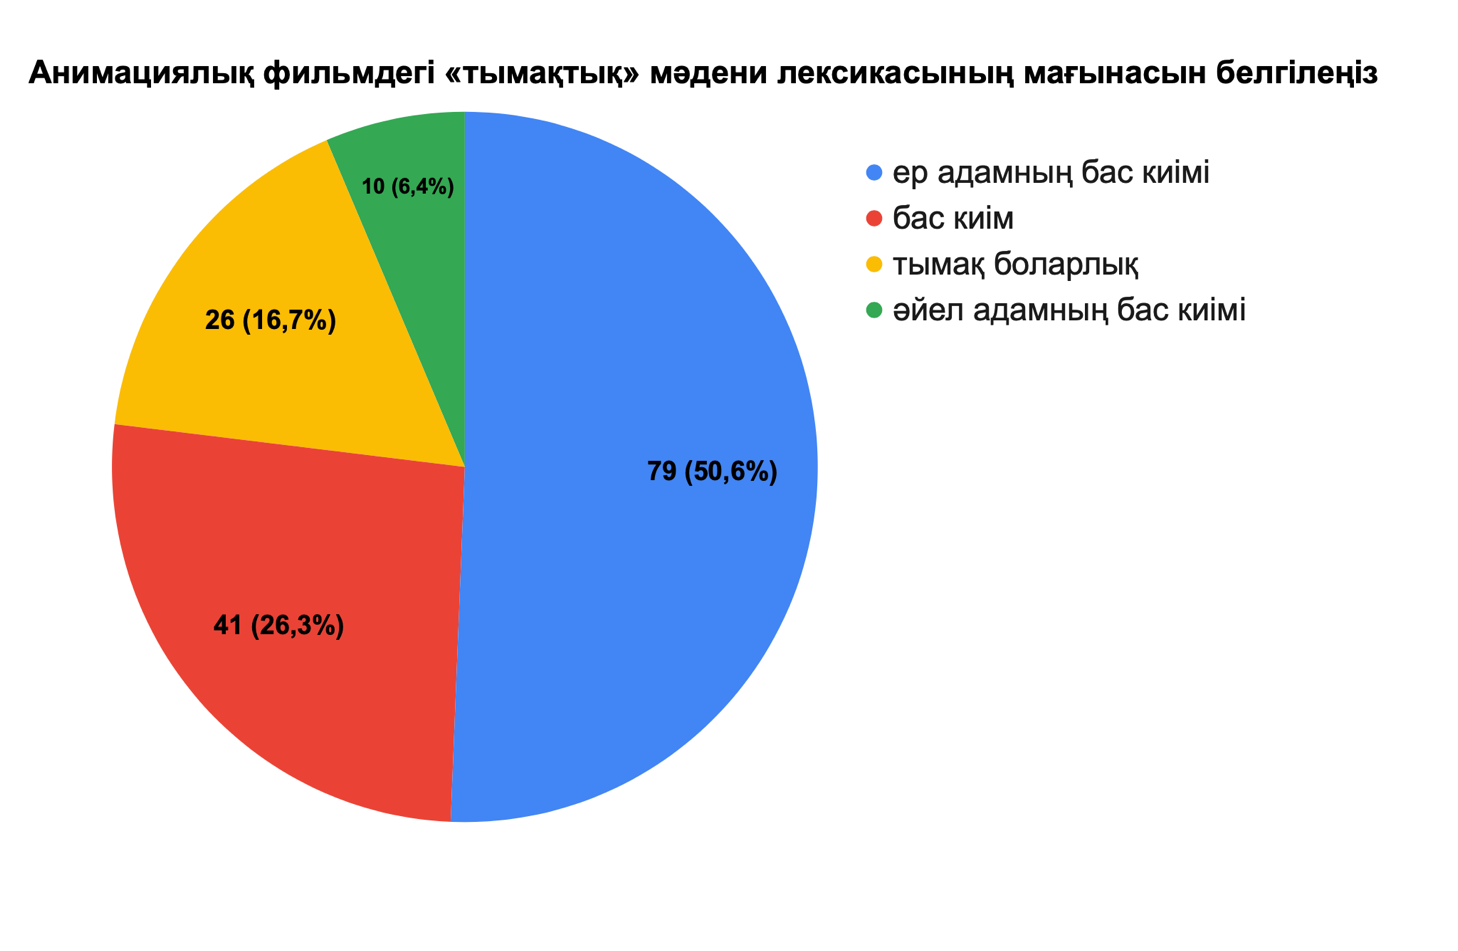 Анимациялық фильмдегі «тымақтық» мәдени лексикасының мағынасын белгілеңіз
ер адамның бас киімі
бас киім
тымақ боларлық
әйел адамның бас киімі
10 (6,4%)
26 (16,7%)
79 (50,6%)
41 (26,3%)